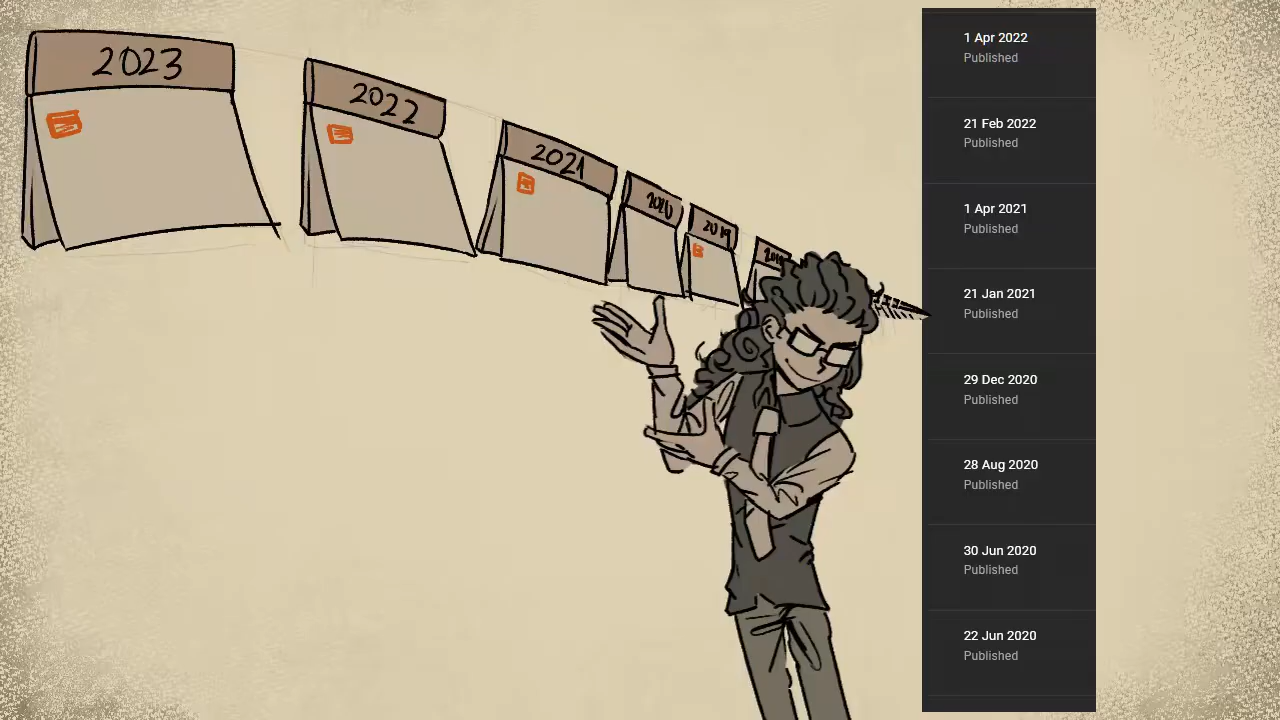 2023
2022
2021
2020
2019
1 Apr 2022
Published
21 Feb 2022
Published
1 Apr 2021
Published
21 Jan 2021
Published
29 Dec 2020
Published
28 Aug 2020
Published
30 Jun 2020
Published
22 Jun 2020
Published